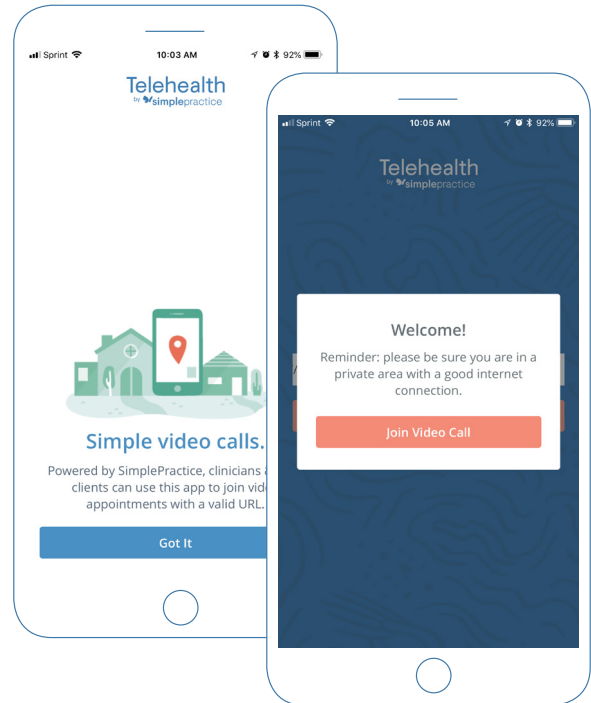 Sprint 10:03 AM 92%
Telehealth
by simplepractice
Simple video calls.
Powered by SimplePractice, clinicians
clients can use this app to join
appointments with a valid URL.
Got It
Sprint 10:05 AM 92%
Telehealth
by simplepractice
Welcome!
Reminder: please be sure you are in a
private area with a good internet
connection.
Join Video Call